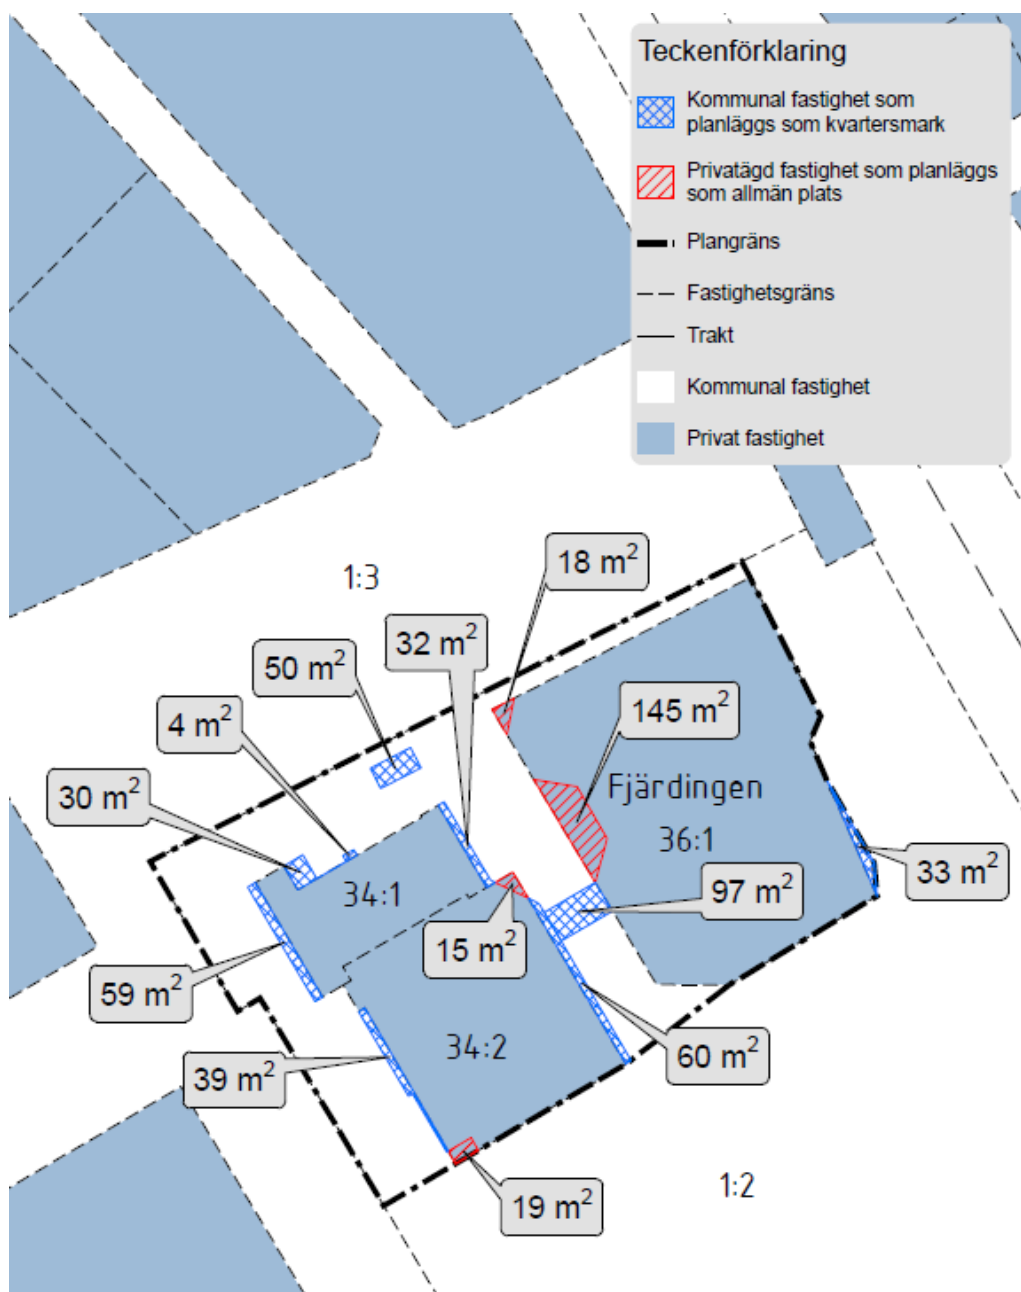 Teckenförklaring
Kommunal fastighet som
planläggs som kvartersmark
Privatägd fastighet som planläggs
som allmän plats
Plangräns
Fastighetsgräns
Trakt
Kommunal fastighet
Privat fastighet
18 m²
1:3
32 m²
50 m²
4 m²
145 m²
30 m²
Fjärdingen
36:1
33 m²
34:1
97 m²
15 m²
59 m²
34:2
60 m²
39 m²
1:2
19 m²